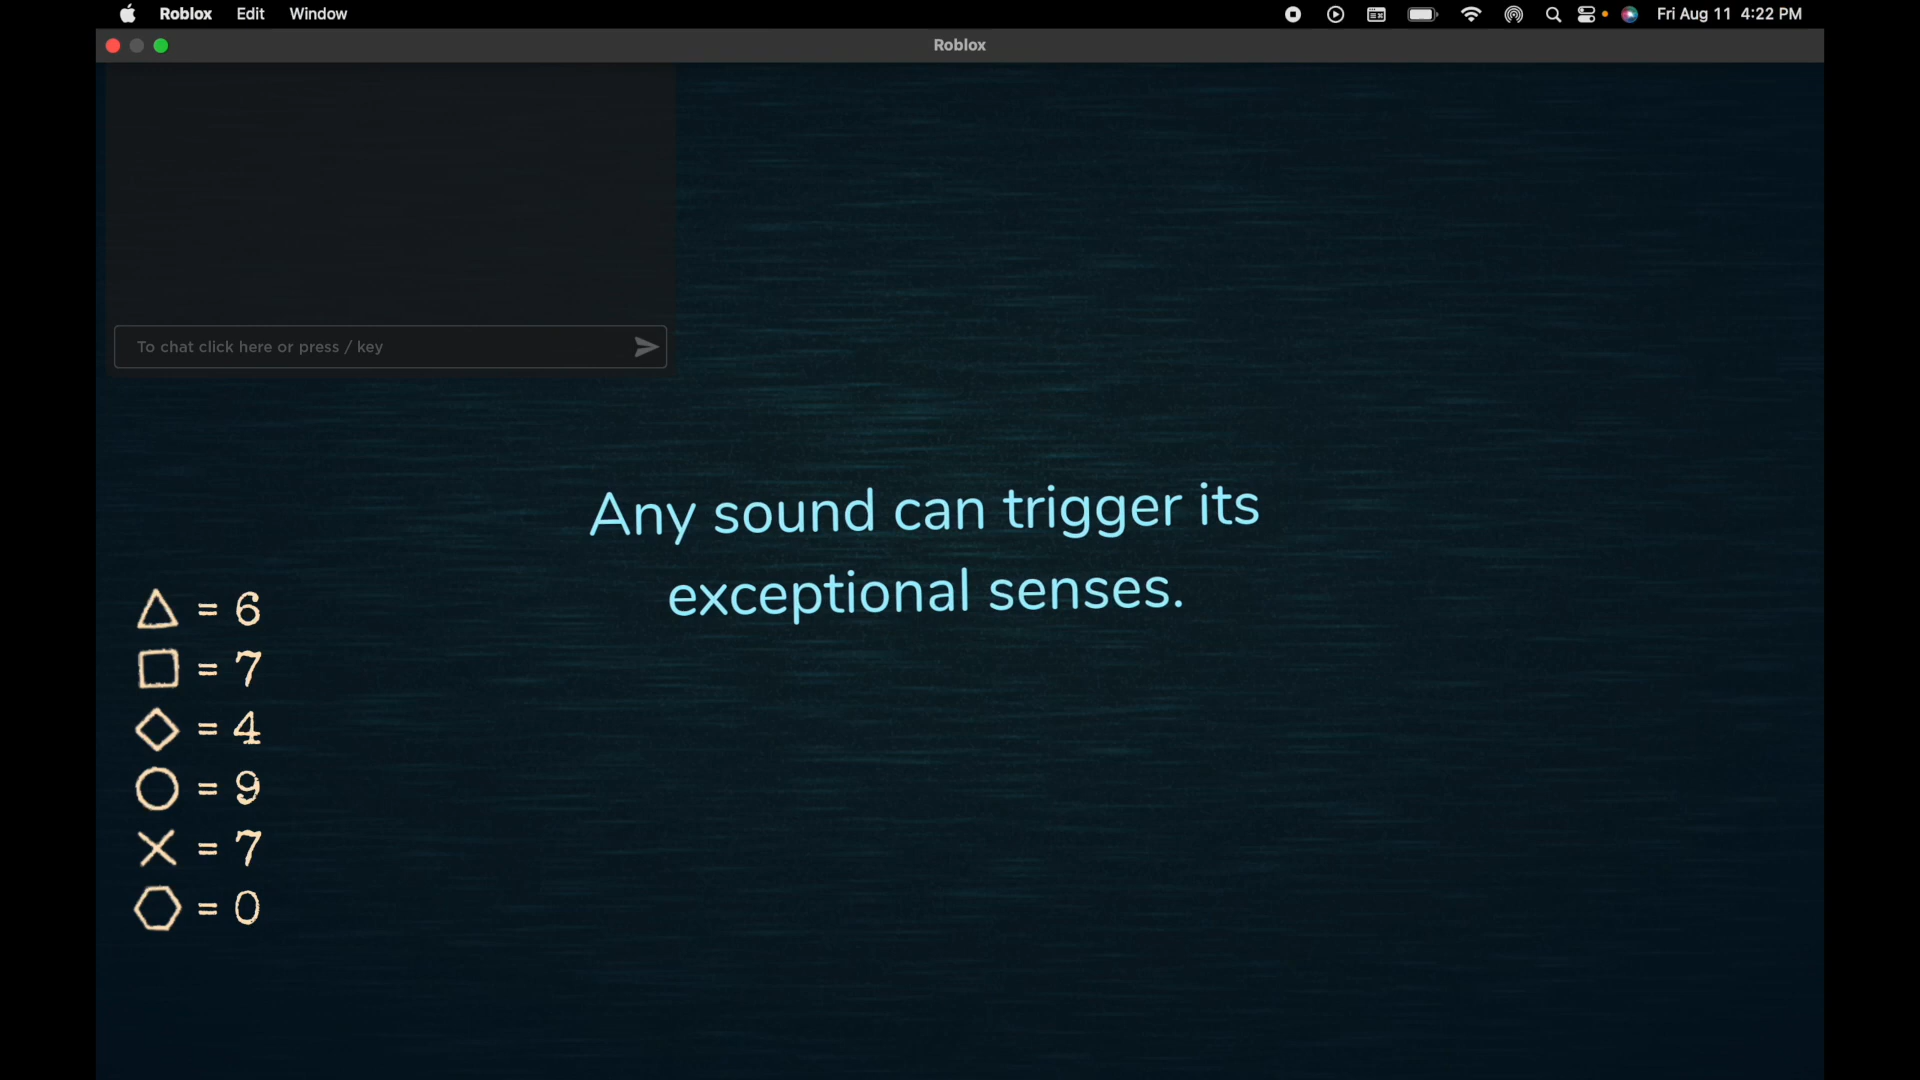 Roblox Edit Window Fri Aug 11 4:22 PM
Roblox
To chat click here or press / key
Any sound can trigger its
exceptional senses.
△ = 6
□ = 7
◇ = 4
○ = 9
× = 7
⬡ = 0